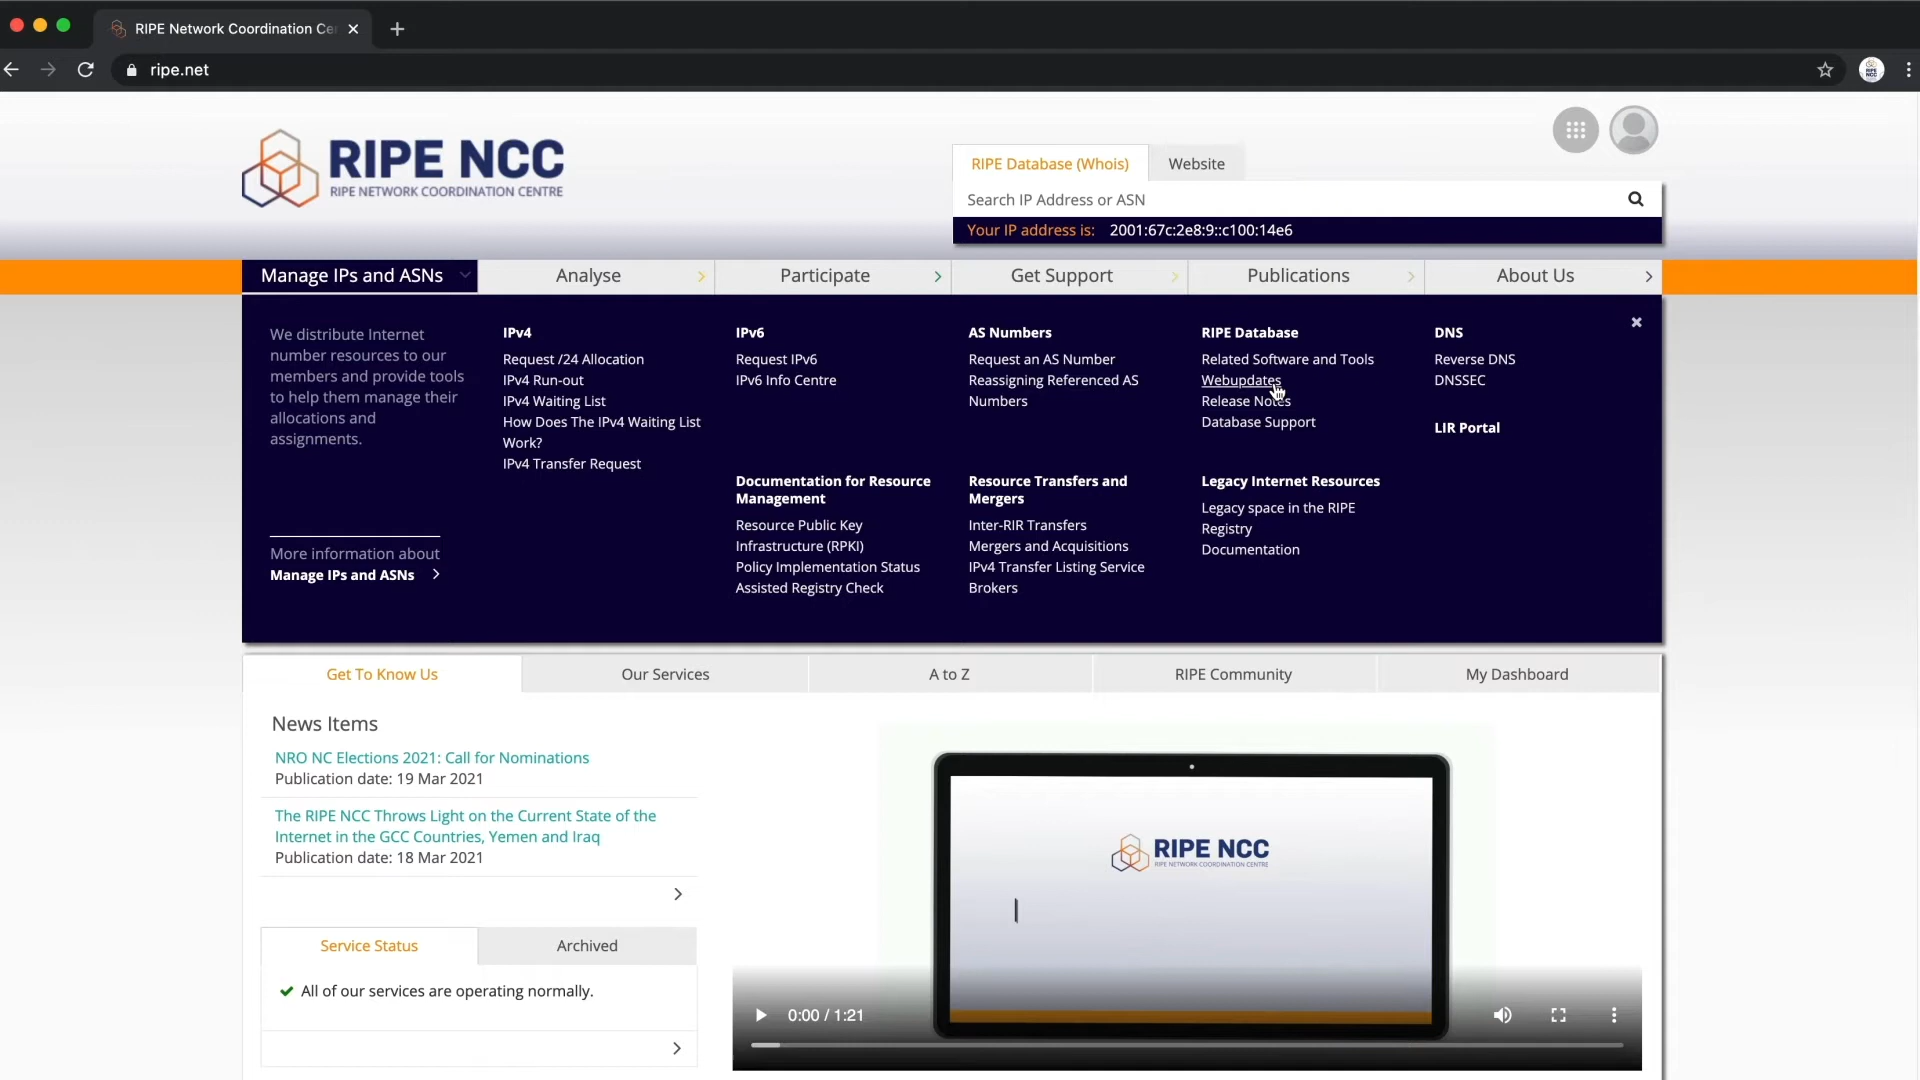 RIPE Network Coordination Ce
ripe.net
RIPE NCC
RIPE NETWORK COORDINATION CENTRE
RIPE Database (Whois)
Website
Search IP Address or ASN
Your IP address is: 2001:67c:2e8:9::c100:14e6
Manage IPs and ASNs
Analyse
Participate
Get Support
Publications
About Us
We distribute Internet
number resources to our
members and provide tools
to help them manage their
allocations and
assignments.
More information about
Manage IPs and ASNs
IPv4
Request /24 Allocation
IPv4 Run-out
IPv4 Waiting List
How Does The IPv4 Waiting List
Work?
IPv4 Transfer Request
IPv6
Request IPv6
IPv6 Info Centre
AS Numbers
Request an AS Number
Reassigning Referenced AS
Numbers
RIPE Database
Related Software and Tools
Webupdates
Release Notes
Database Support
DNS
Reverse DNS
DNSSEC
LIR Portal
Documentation for Resource
Management
Resource Public Key
Infrastructure (RPKI)
Policy Implementation Status
Assisted Registry Check
Resource Transfers and
Mergers
Inter-RIR Transfers
Mergers and Acquisitions
IPv4 Transfer Listing Service
Brokers
Legacy Internet Resources
Legacy space in the RIPE
Registry
Documentation
Get To Know Us
Our Services
A to Z
RIPE Community
My Dashboard
News Items
NRO NC Elections 2021: Call for Nominations
Publication date: 19 Mar 2021
The RIPE NCC Throws Light on the Current State of the
Internet in the GCC Countries, Yemen and Iraq
Publication date: 18 Mar 2021
Service Status
Archived
All of our services are operating normally.
RIPE NCC
RIPE NETWORK COORDINATION CENTRE
0:00 / 1:21